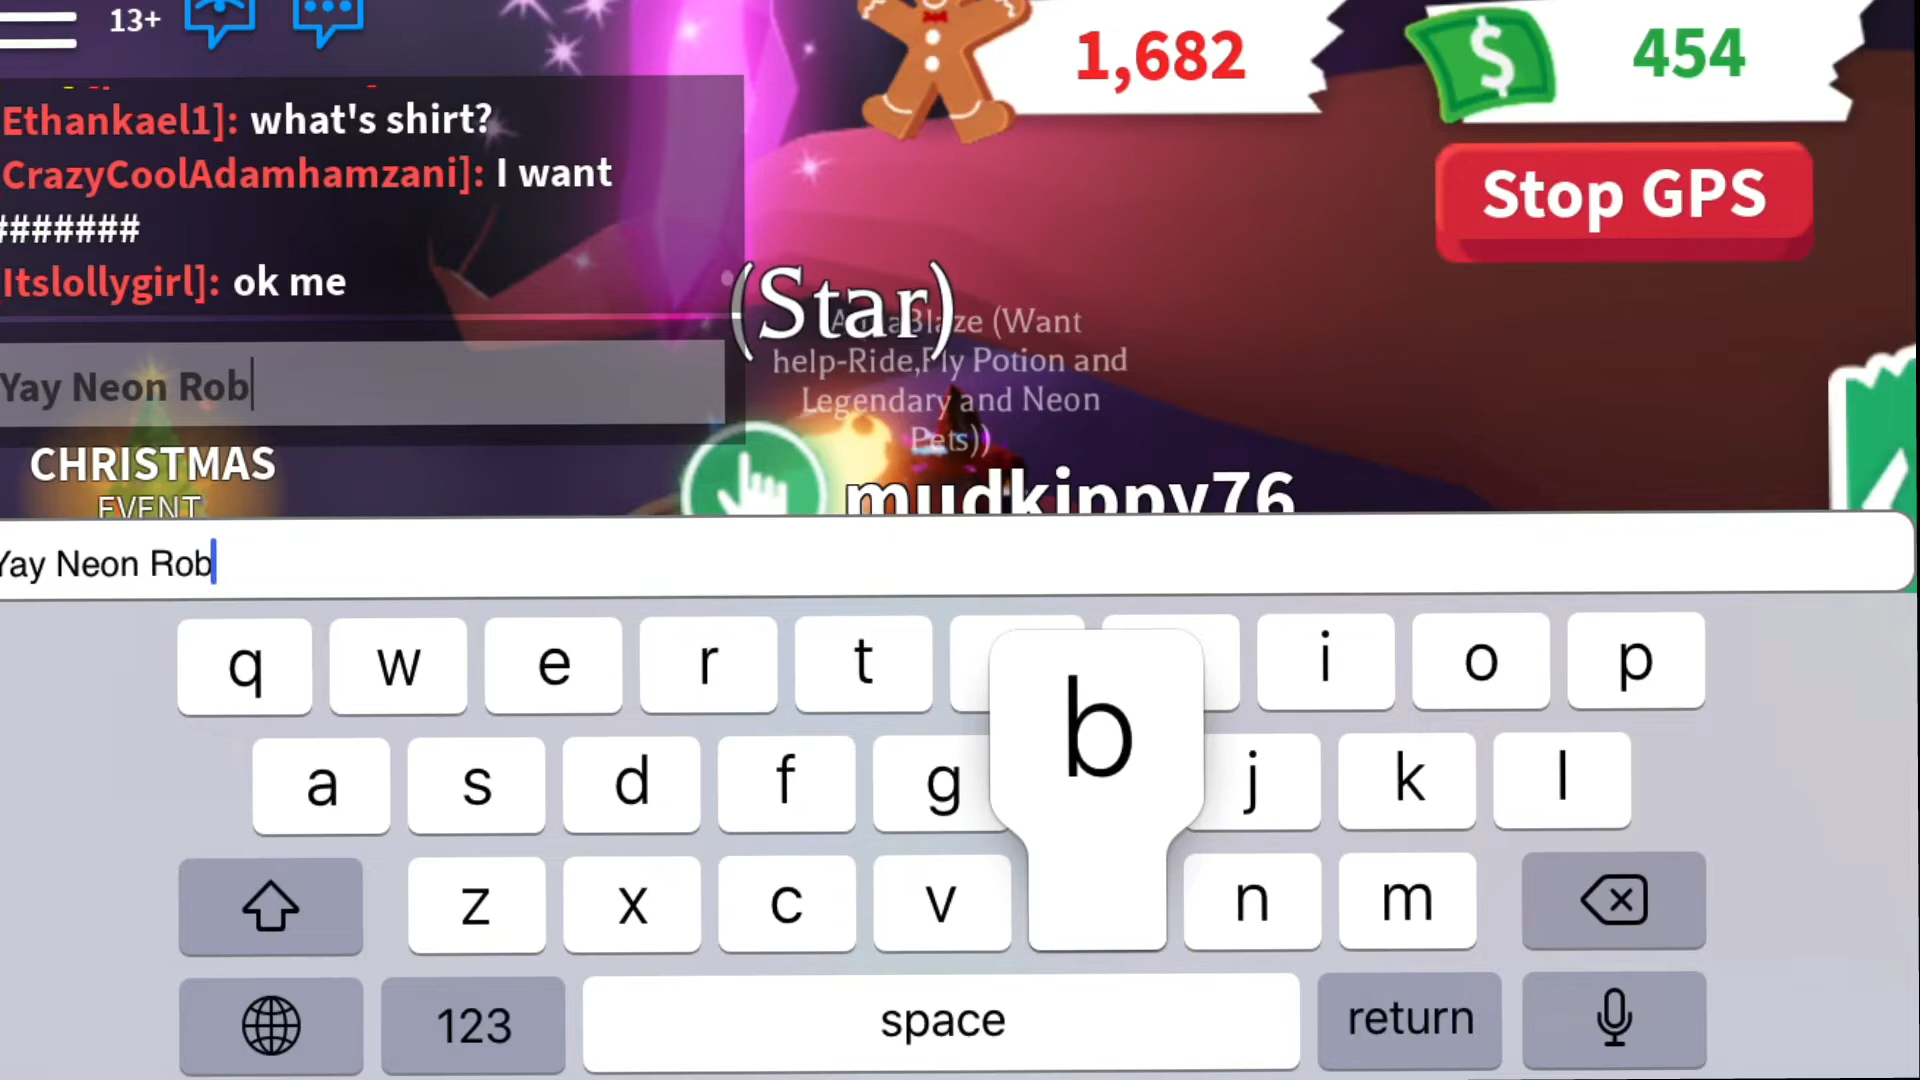 13+
1,682
454
Ethankael1]: what's shirt?
CrazyCoolAdamhamzani]: I want
#######
Itslollygirl]: ok me
Stop GPS
(Star)
(Want
help-Ride,Fly Potion and
Legendary and Neon
Pets))
Yay Neon Rob
CHRISTMAS
EVENT
mudkippy76
Yay Neon Rob
q w e r t i o p
a s d f g b j k l
z x c v n m
123 space return